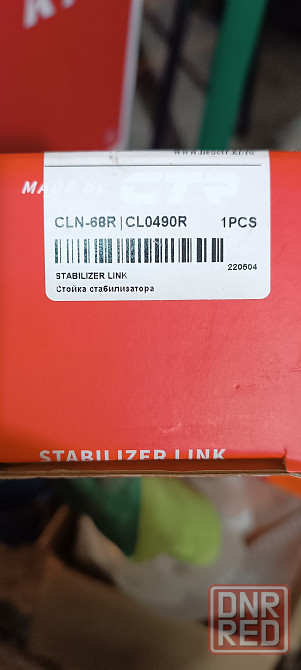 MADE by CTR
CLN-68R | CL0490R 1PCS
220504
STABILIZER LINK
Стойка стабилизатора
STABILIZER LINK
DNR
RED